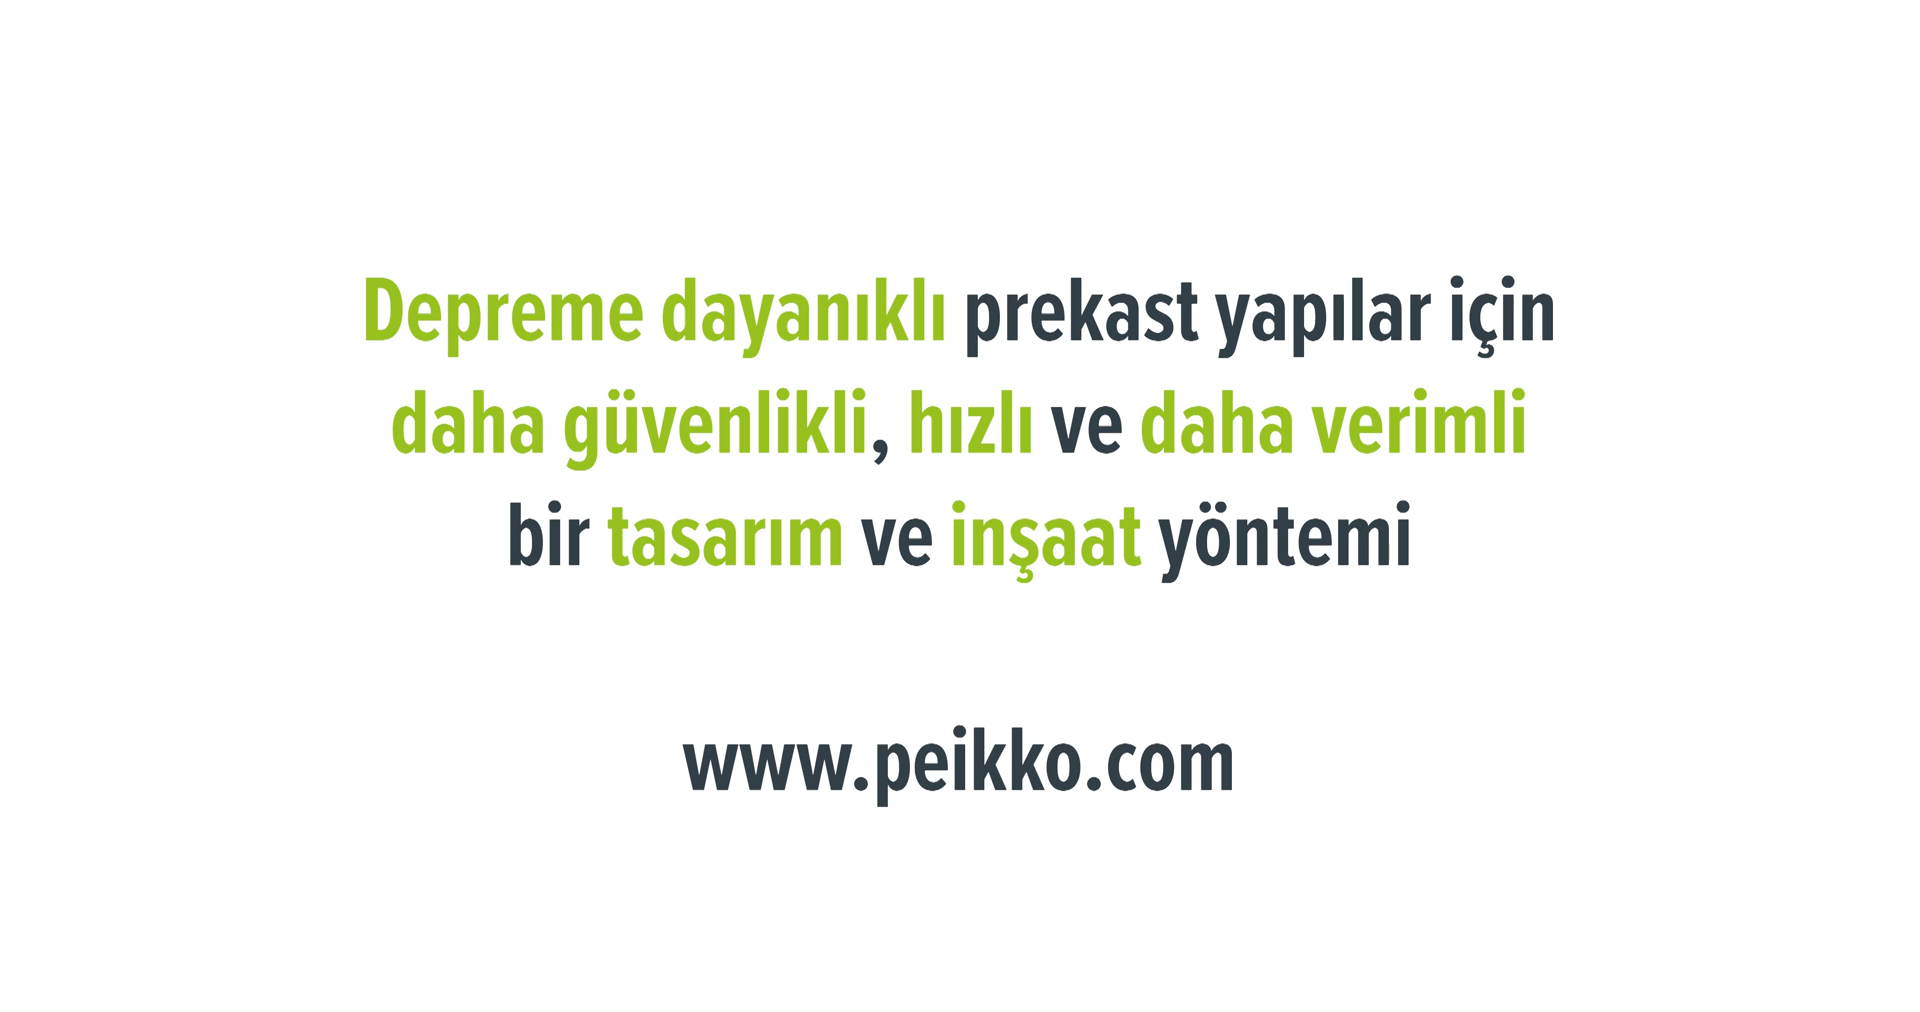 Depreme dayanıklı prekast yapılar için
daha güvenlikli, hızlı ve daha verimli
bir tasarım ve inşaat yöntemi
www.peikko.com